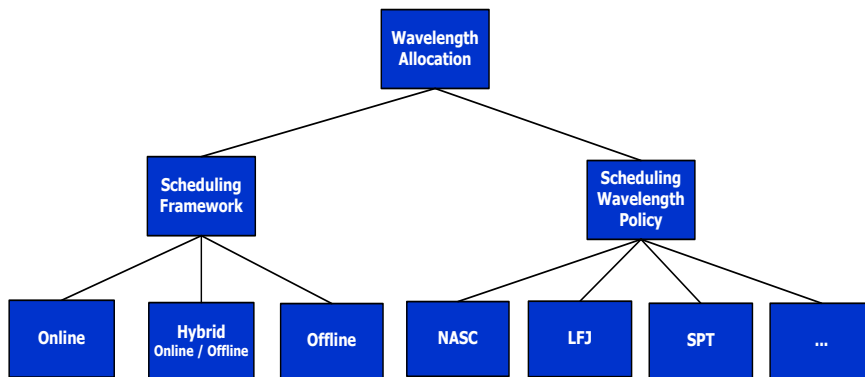 Wavelength
Allocation
Scheduling
Framework
Scheduling
Wavelength
Policy
Online
Hybrid
Online / Offline
Offline
NASC
LFJ
SPT
...